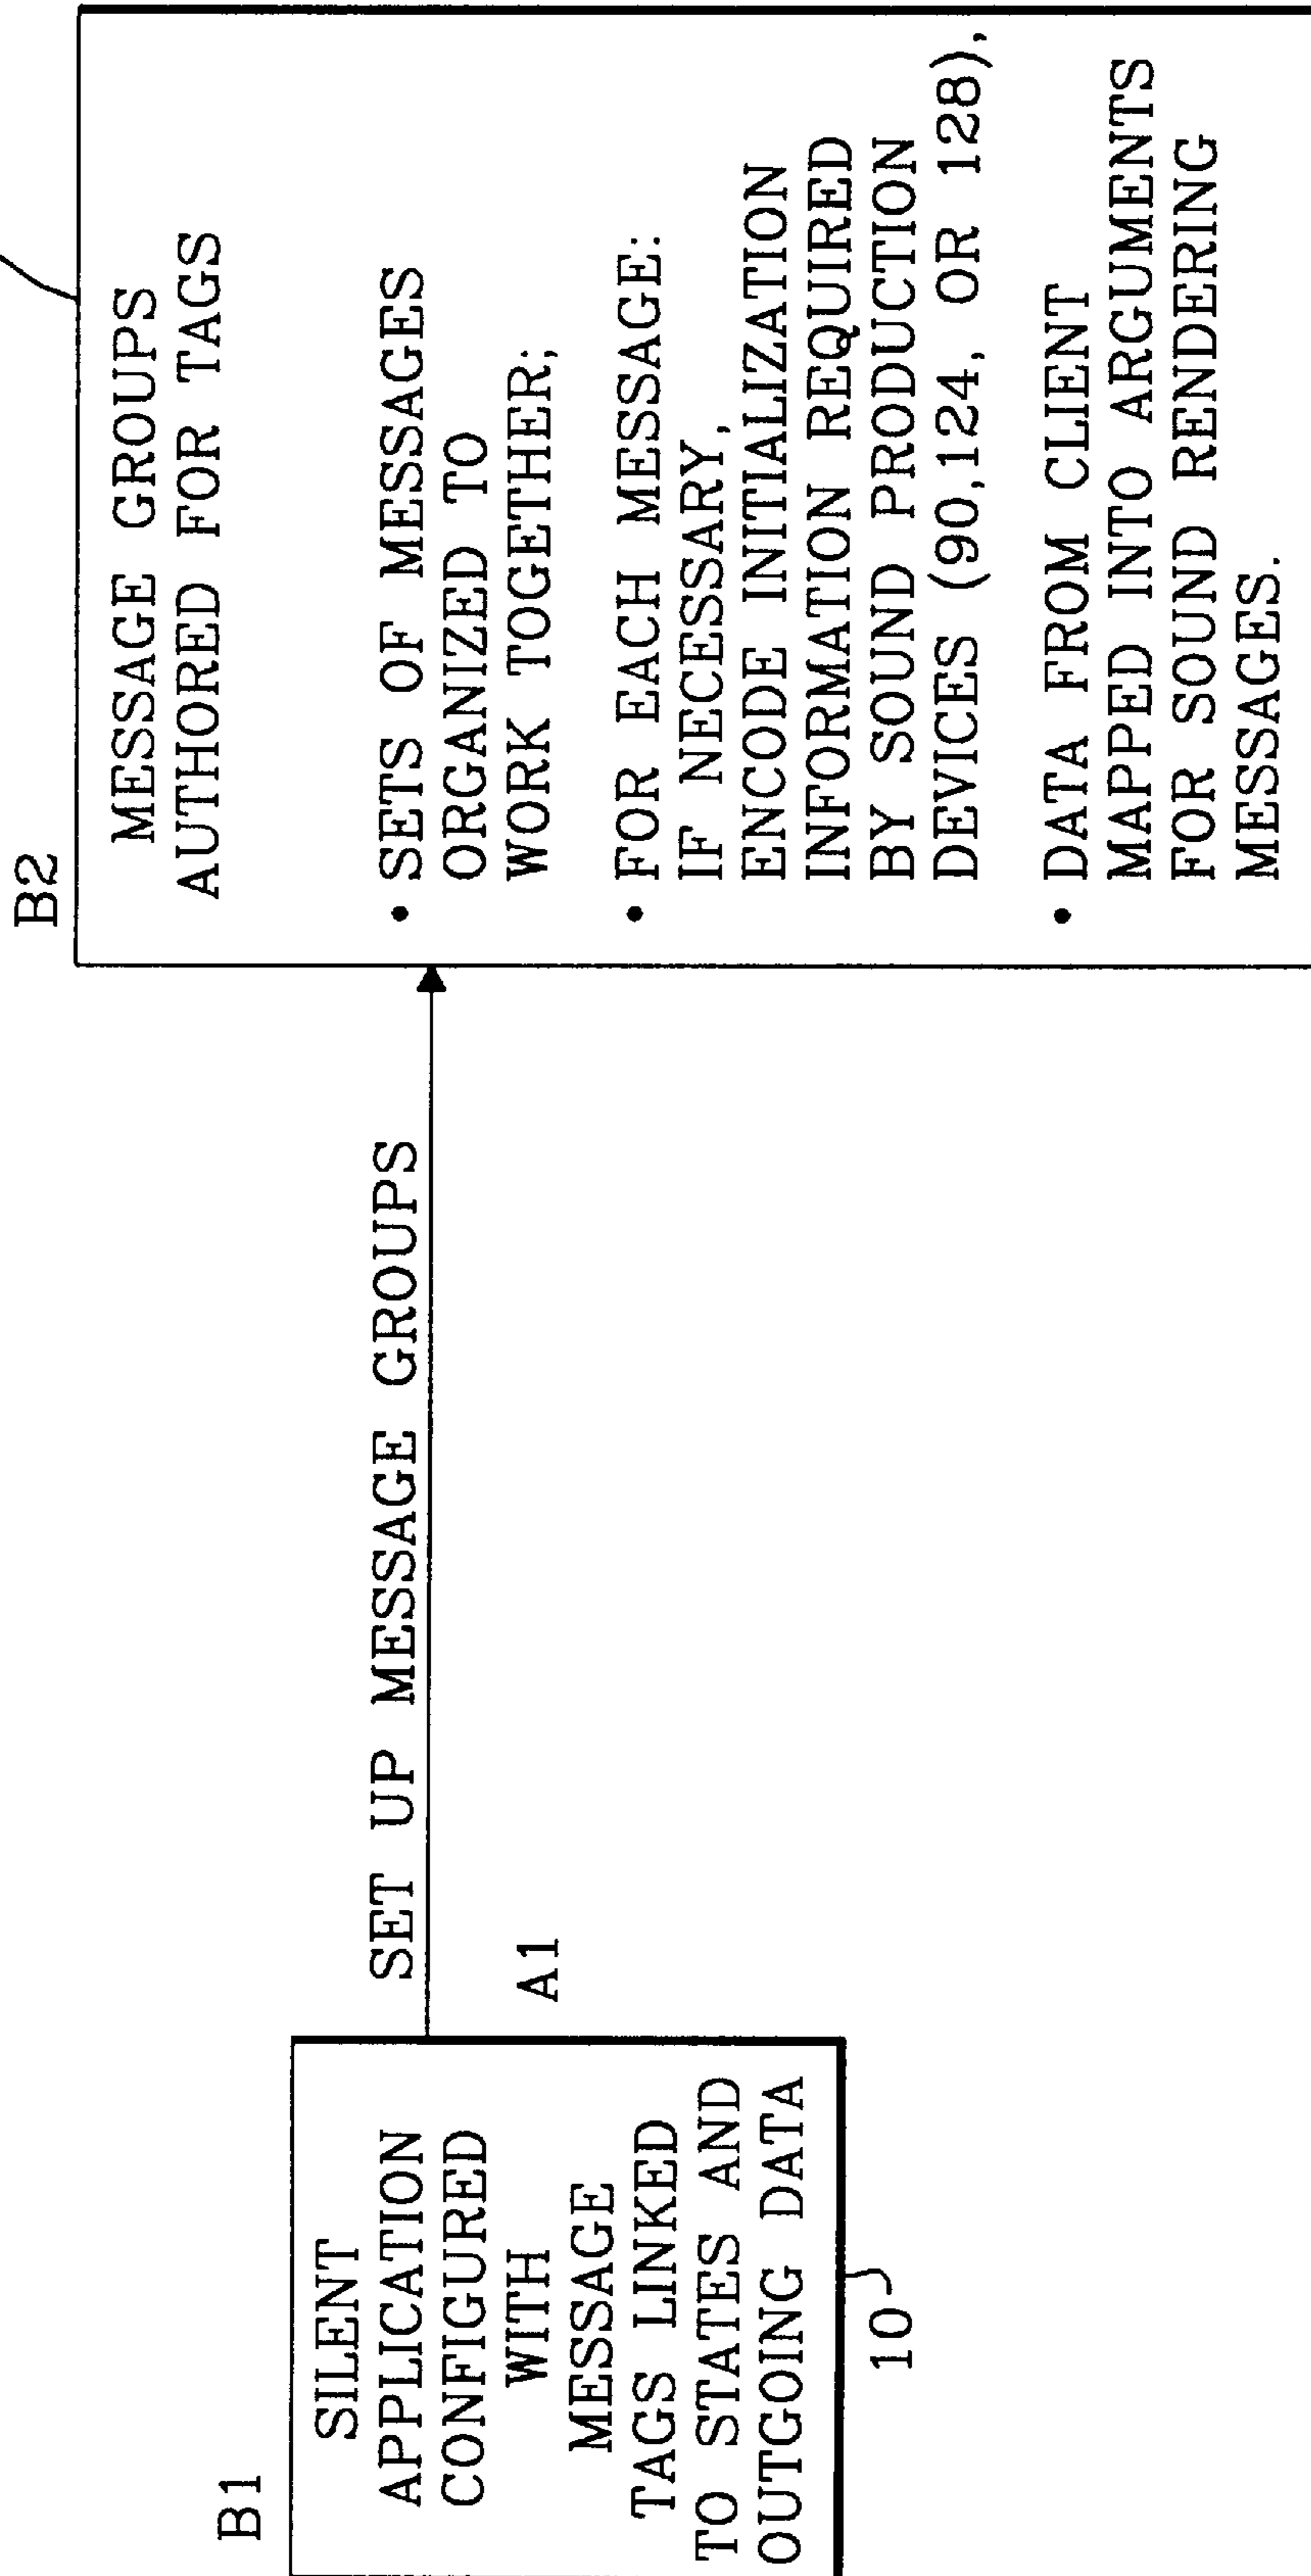 B1
SILENT
APPLICATION
CONFIGURED
WITH
MESSAGE
TAGS LINKED
TO STATES AND
OUTGOING DATA
10
SET UP MESSAGE GROUPS
A1
B2
MESSAGE GROUPS
AUTHORED FOR TAGS
• SETS OF MESSAGES
ORGANIZED TO
WORK TOGETHER;
• FOR EACH MESSAGE:
IF NECESSARY,
ENCODE INITIALIZATION
INFORMATION REQUIRED
BY SOUND PRODUCTION
DEVICES (90,124, OR 128),
• DATA FROM CLIENT
MAPPED INTO ARGUMENTS
FOR SOUND RENDERING
MESSAGES.